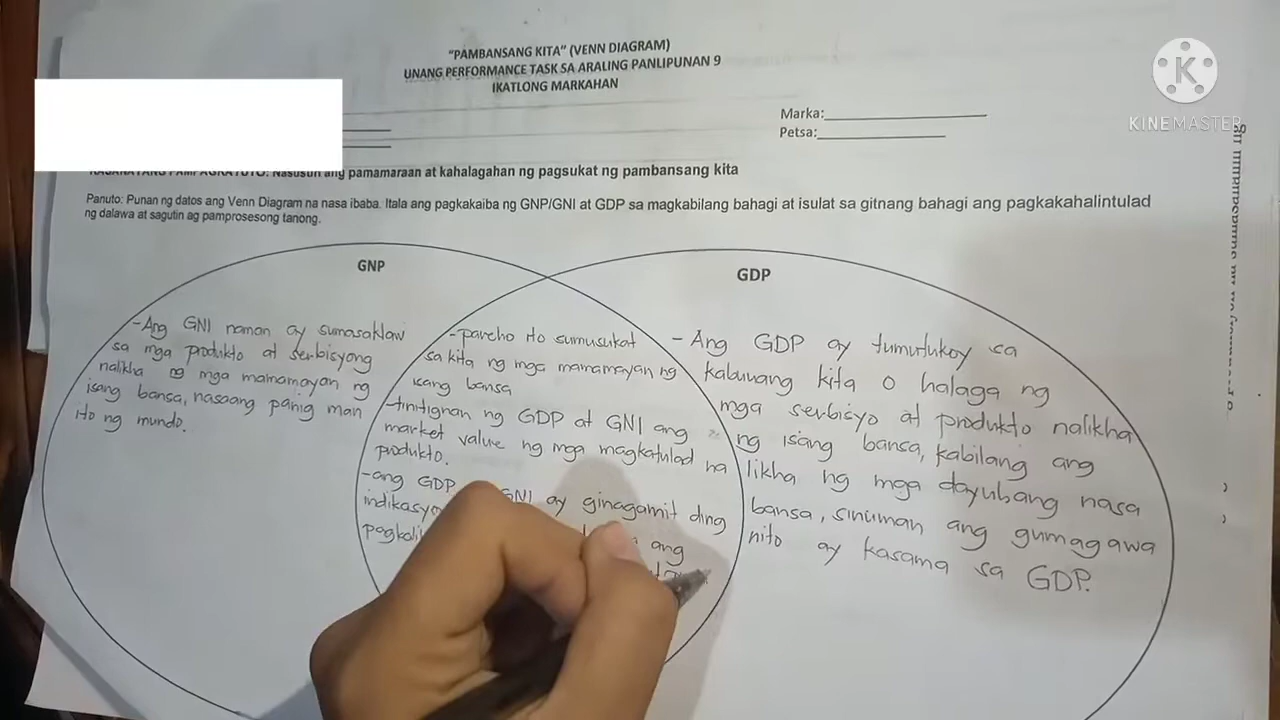 "PAMBANSANG KITA" (VENN DIAGRAM)
UNANG PERFORMANCE TASK SA ARALING PANLIPUNAN 9
IKATLONG MARKAHAN
Marka:
Petsa:
KINEMASTER
Nasusuri ang pamamaraan at kahalagahan ng pagsukat ng pambansang kita
Panuto: Punan ng datos ang Venn Diagram na nasa ibaba. Itala ang pagkakaiba ng GNP/GNI at GDP sa magkabilang bahagi at isulat sa gitnang bahagi ang pagkakahalintulad
ng dalawa at sagutin ag pamprosesong tanong.
GNP
-Ang GNI naman ay sumasaklaw
sa mga produkto at serbisyong
nalikha ng mga mamamayan ng
isang bansa, nasaang panig man
ito ng mundo.
-pareho ito sumusukat
sa kita ng mga mamamayan ng
isang bansa
-tinitignan ng GDP at GNI ang
market value ng mga magkatulad na
produkto.
-ang GDP GNI ay ginagamit ding
ang
GDP
- Ang GDP ay tumutukoy sa
kabuuang kita o halaga ng
mga serbisyo at produkto nalikha
ng isang bansa, kabilang ang
likha ng mga dayuhang nasa
bansa, sinuman ang gumagawa
nito ay kasama sa GDP.